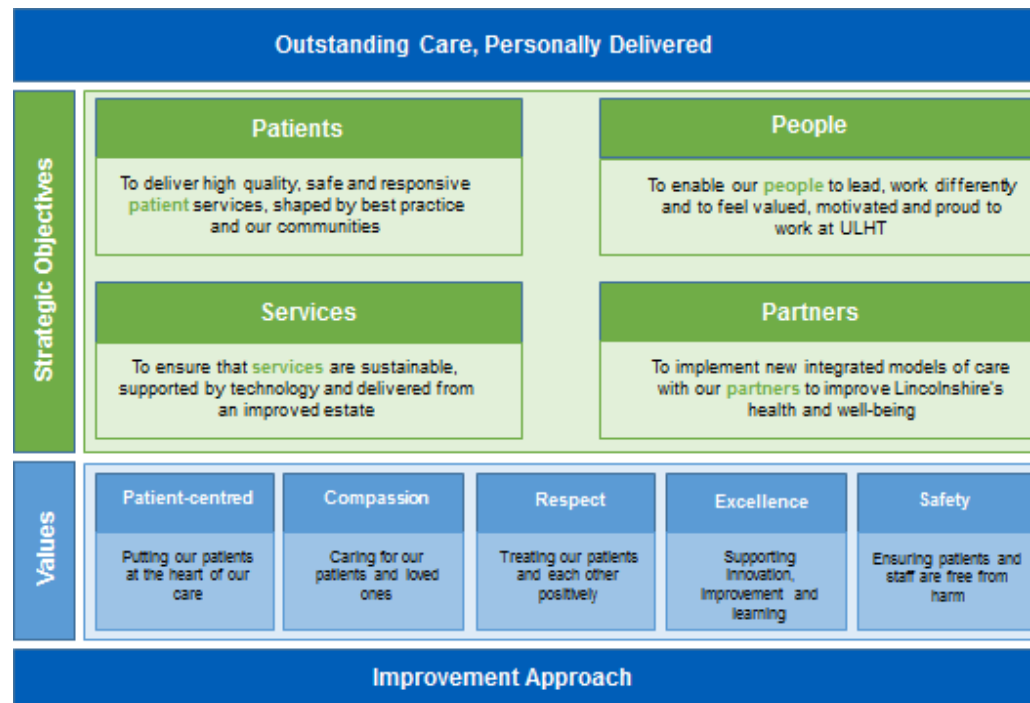 Outstanding Care, Personally Delivered
Strategic Objectives
Patients
To deliver high quality, safe and responsive
patient services, shaped by best practice
and our communities
People
To enable our people to lead, work differently
and to feel valued, motivated and proud to
work at ULHT
Services
To ensure that services are sustainable,
supported by technology and delivered from
an improved estate
Partners
To implement new integrated models of care
with our partners to improve Lincolnshire's
health and well-being
Values
Patient-centred
Putting our patients
at the heart of our
care
Compassion
Caring for our
patients and loved
ones
Respect
Treating our patients
and each other
positively
Excellence
Supporting
Innovation,
Improvement and
learning
Safety
Ensuring patients and
staff are free from
harm
Improvement Approach